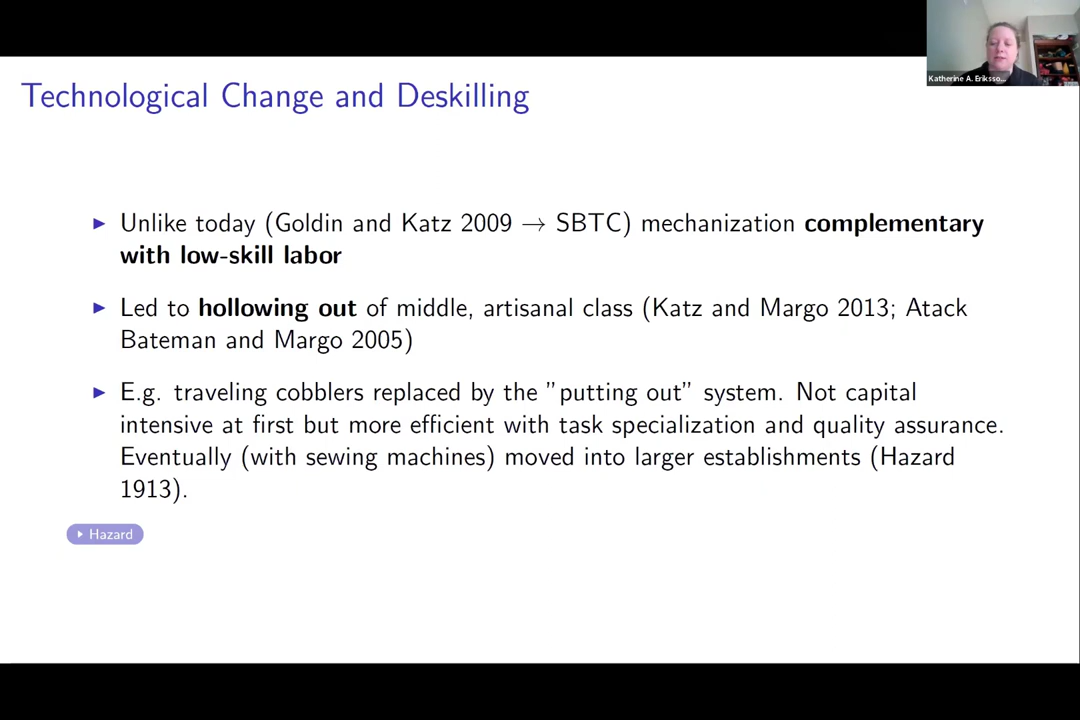 Technological Change and Deskilling
Katherine A. Eriksso...
▶ Unlike today (Goldin and Katz 2009 → SBTC) mechanization complementary
with low-skill labor
▶ Led to hollowing out of middle, artisanal class (Katz and Margo 2013; Atack
Bateman and Margo 2005)
▶ E.g. traveling cobblers replaced by the ”putting out” system. Not capital
intensive at first but more efficient with task specialization and quality assurance.
Eventually (with sewing machines) moved into larger establishments (Hazard
1913).
▶ Hazard